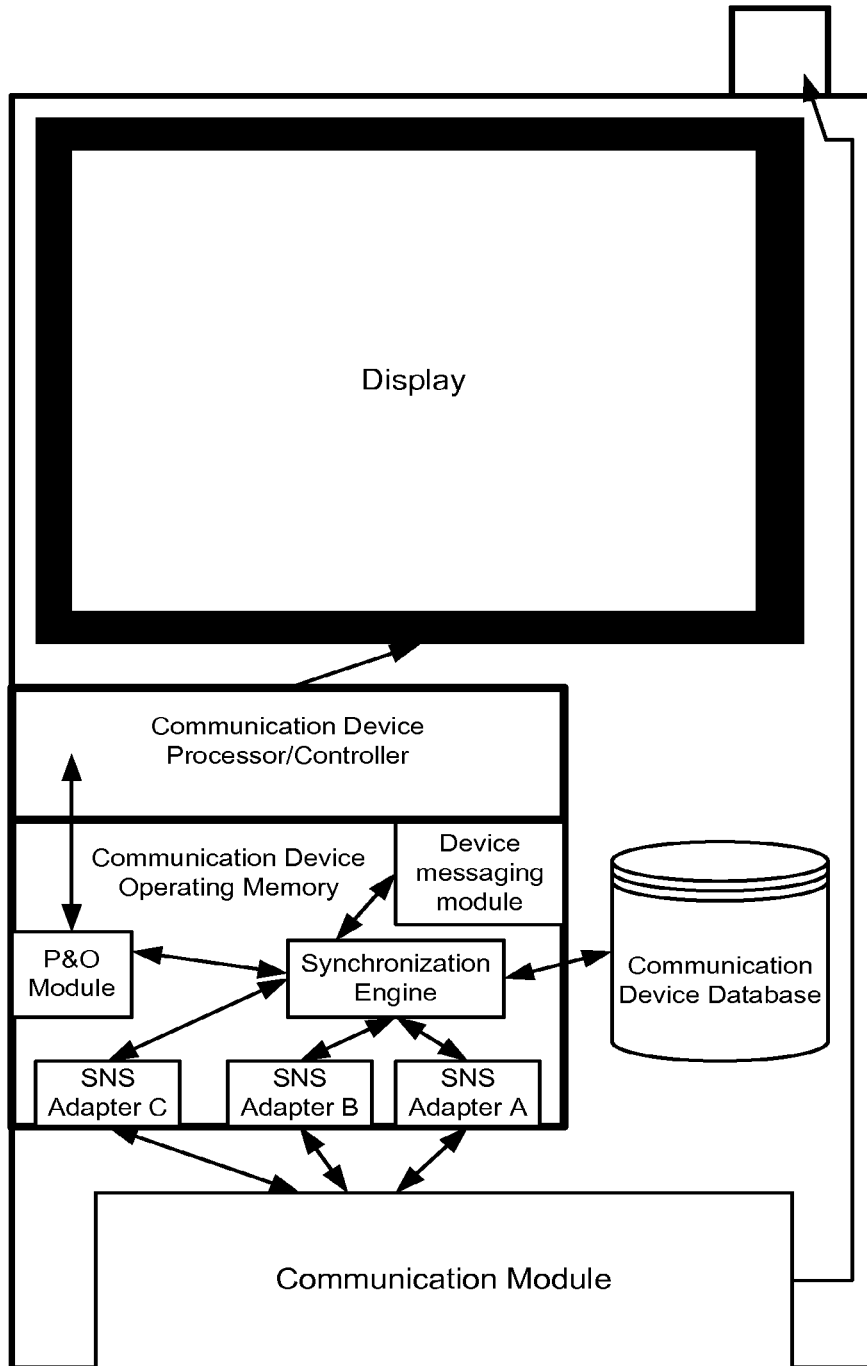 Display
Communication Device
Processor/Controller
Communication Device
Operating Memory
Device
messaging
module
P&O
Module
Synchronization
Engine
Communication
Device Database
SNS
Adapter C
SNS
Adapter B
SNS
Adapter A
Communication Module